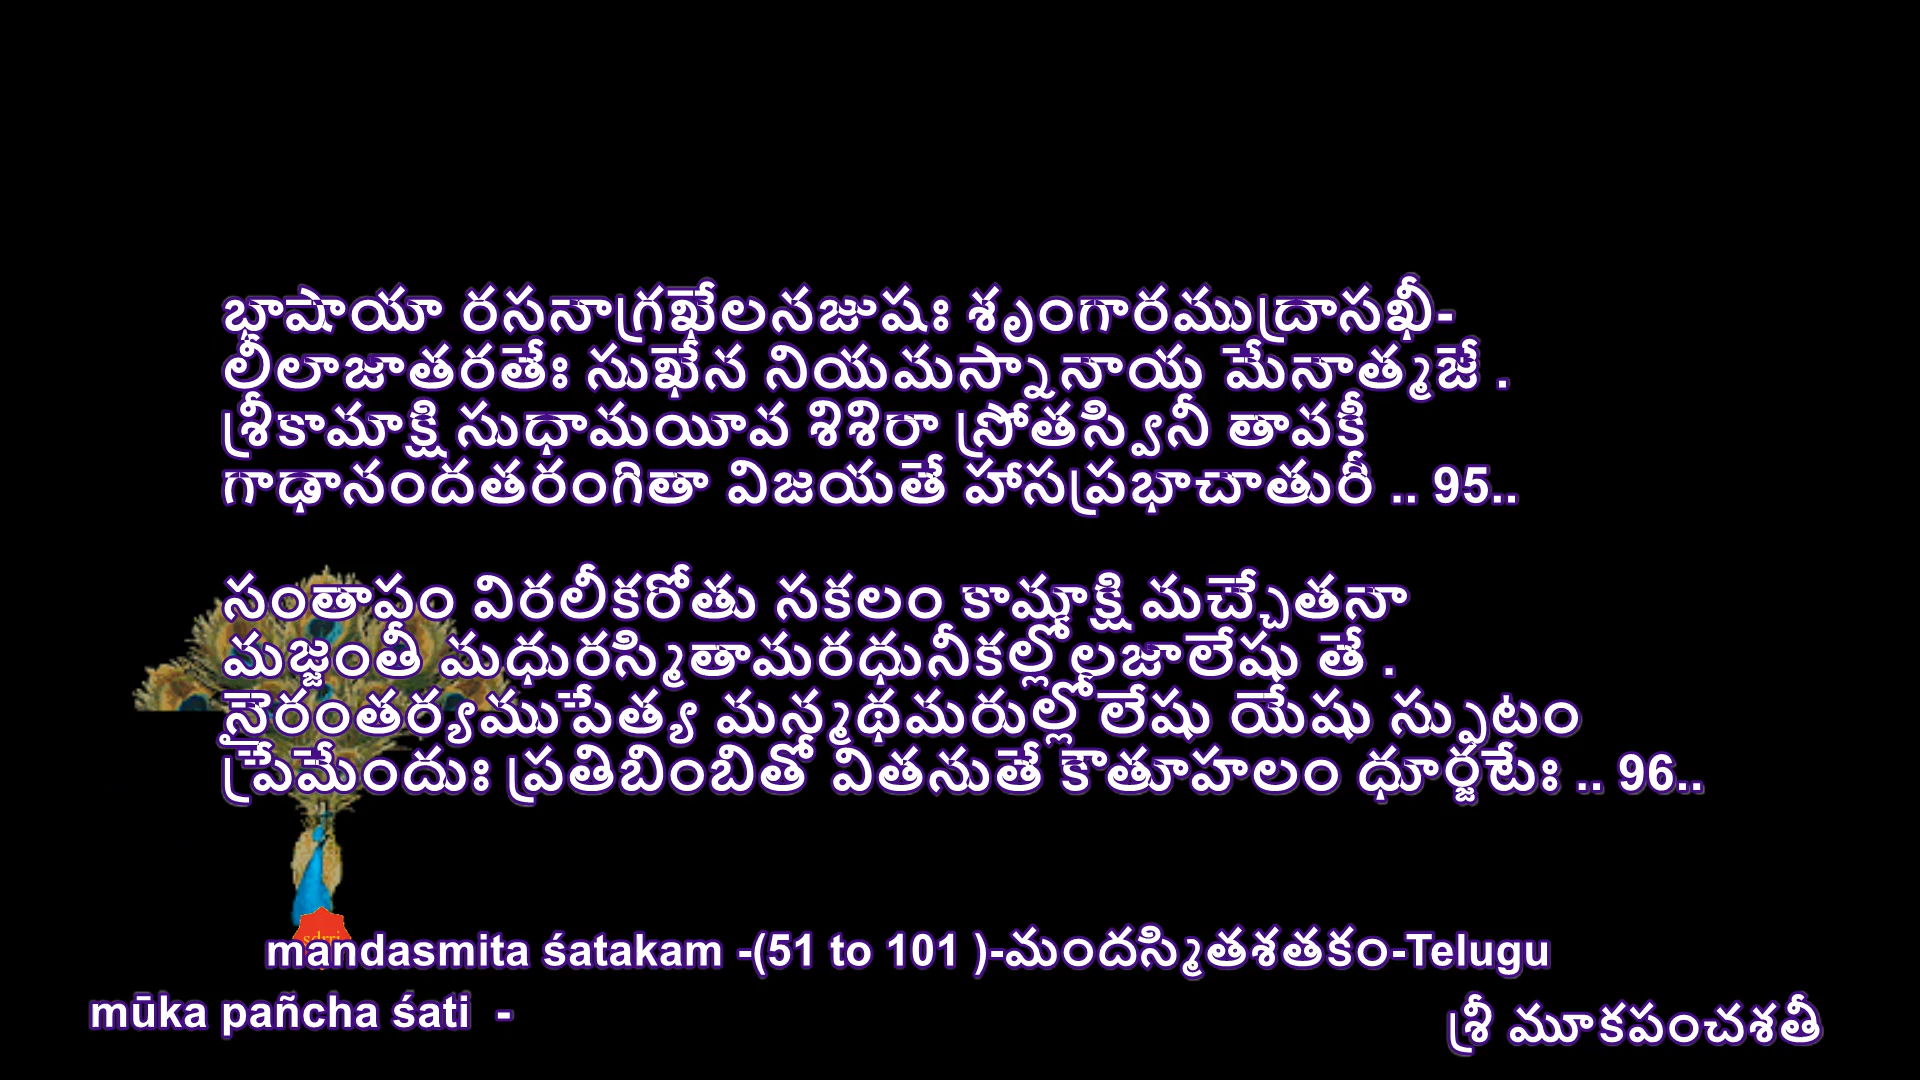 భాషాయా రసనాగ్రఖేలనజుషః శృంగారముద్రాసఖీ-
లీలాజాతరతేః సుఖేన నియమస్నానాయ మేనాత్మజే .
శ్రీకామాక్షి సుధామయీవ శిశిరా స్రోతస్వినీ తావకీ
గాఢానందతరంగితా విజయతే హాసప్రభాచాతురీ .. 95..
సంతాపం విరలీకరోతు సకలం కామాక్షి మచ్చేతనా
మజ్జంతీ మధురస్మితామరధునీకల్లోలజాలేషు తే .
నైరంతర్యముపేత్య మన్మథమరుల్లోలేషు యేషు స్ఫుటం
ప్రేమేందుః ప్రతిబింబితో వితనుతే కౌతూహలం ధూర్జటేః .. 96..
mandasmita śatakam -(51 to 101 )-మందస్మితశతకం-Telugu
mūka pañcha śati -
శ్రీ మూకపంచశతీ